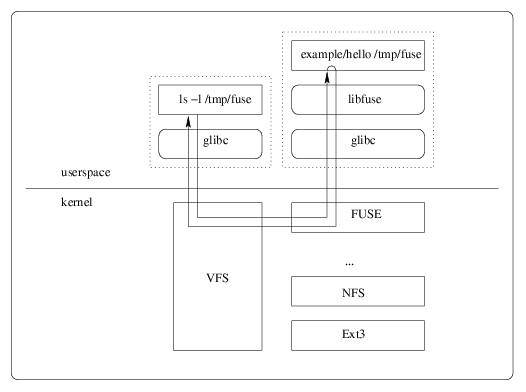 example/hello /tmp/fuse
ls –l /tmp/fuse
libfuse
glibc
glibc
userspace
kernel
FUSE
...
VFS
NFS
Ext3